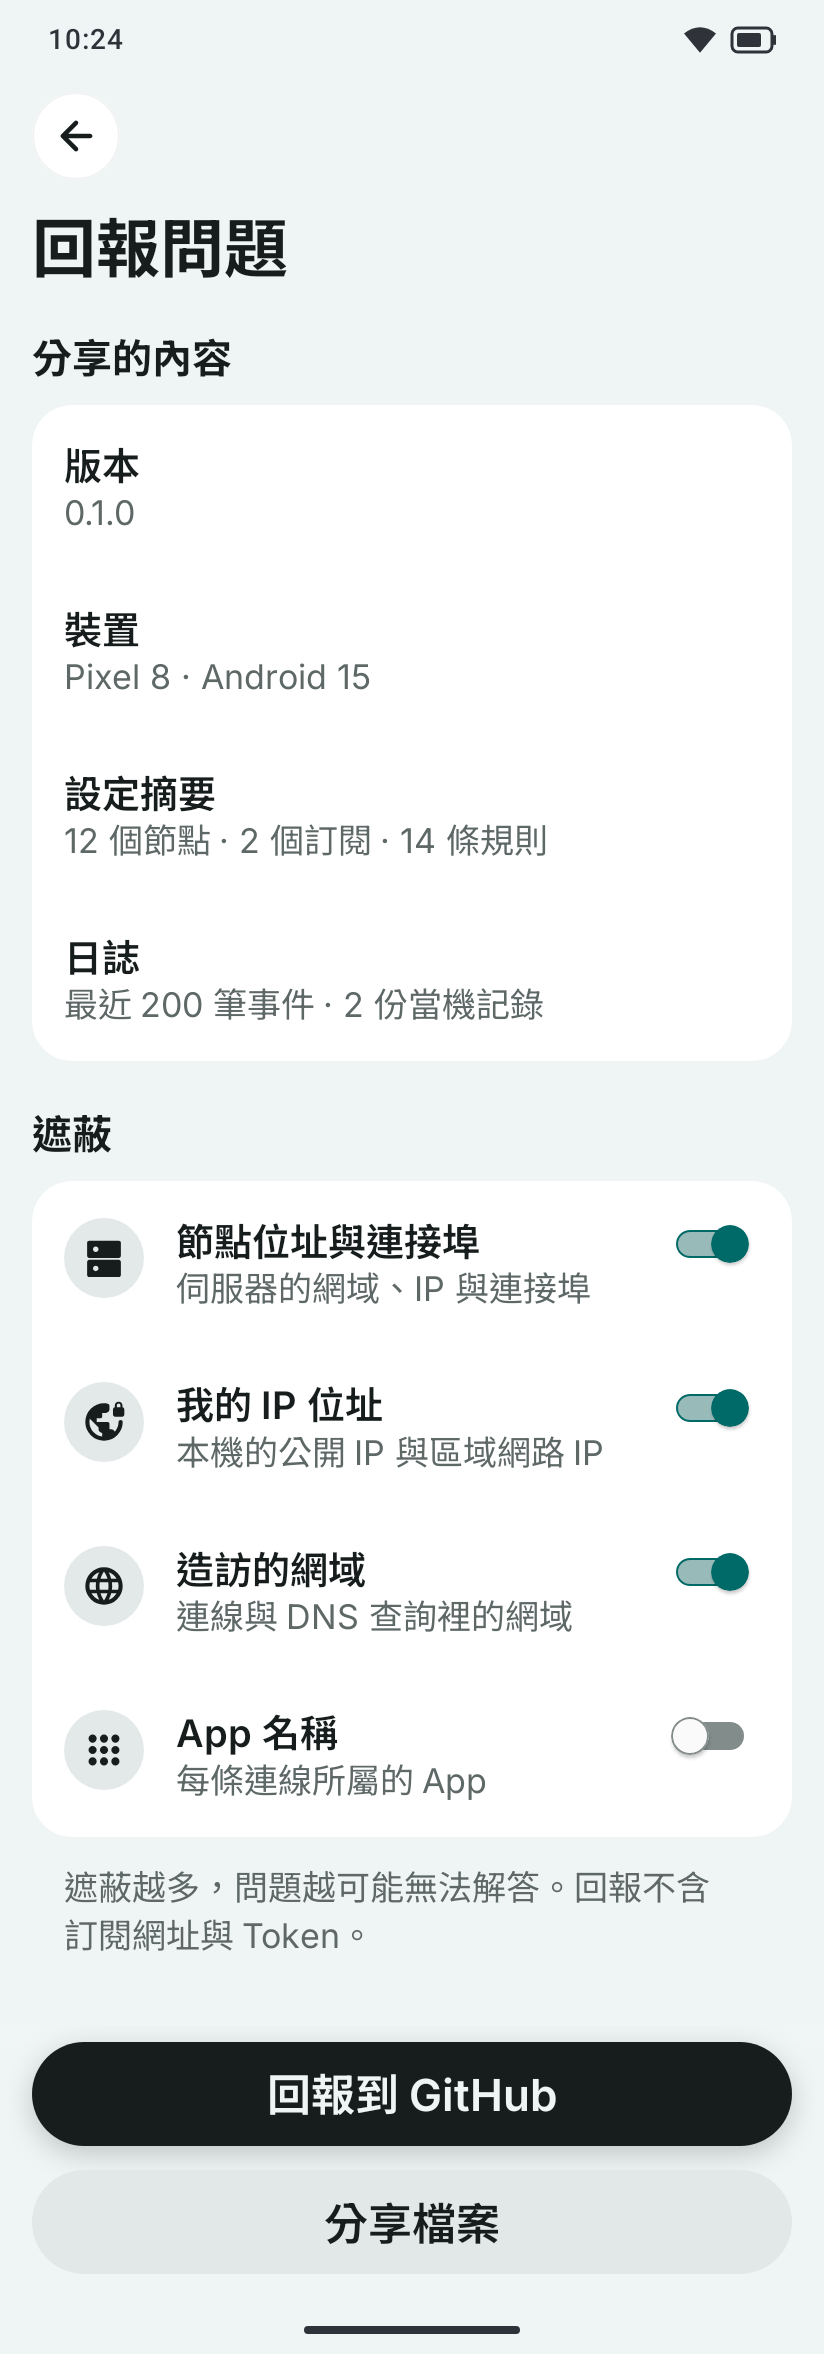 10:24
回報問題
分享的內容
版本
0.1.0
裝置
Pixel 8 · Android 15
設定摘要
12 個節點 · 2 個訂閱 · 14 條規則
日誌
最近 200 筆事件 · 2 份當機記錄
遮蔽
節點位址與連接埠
伺服器的網域、IP 與連接埠
我的 IP 位址
本機的公開 IP 與區域網路 IP
造訪的網域
連線與 DNS 查詢裡的網域
App 名稱
每條連線所屬的 App
遮蔽越多，問題越可能無法解答。回報不含
訂閱網址與 Token。
回報到 GitHub
分享檔案